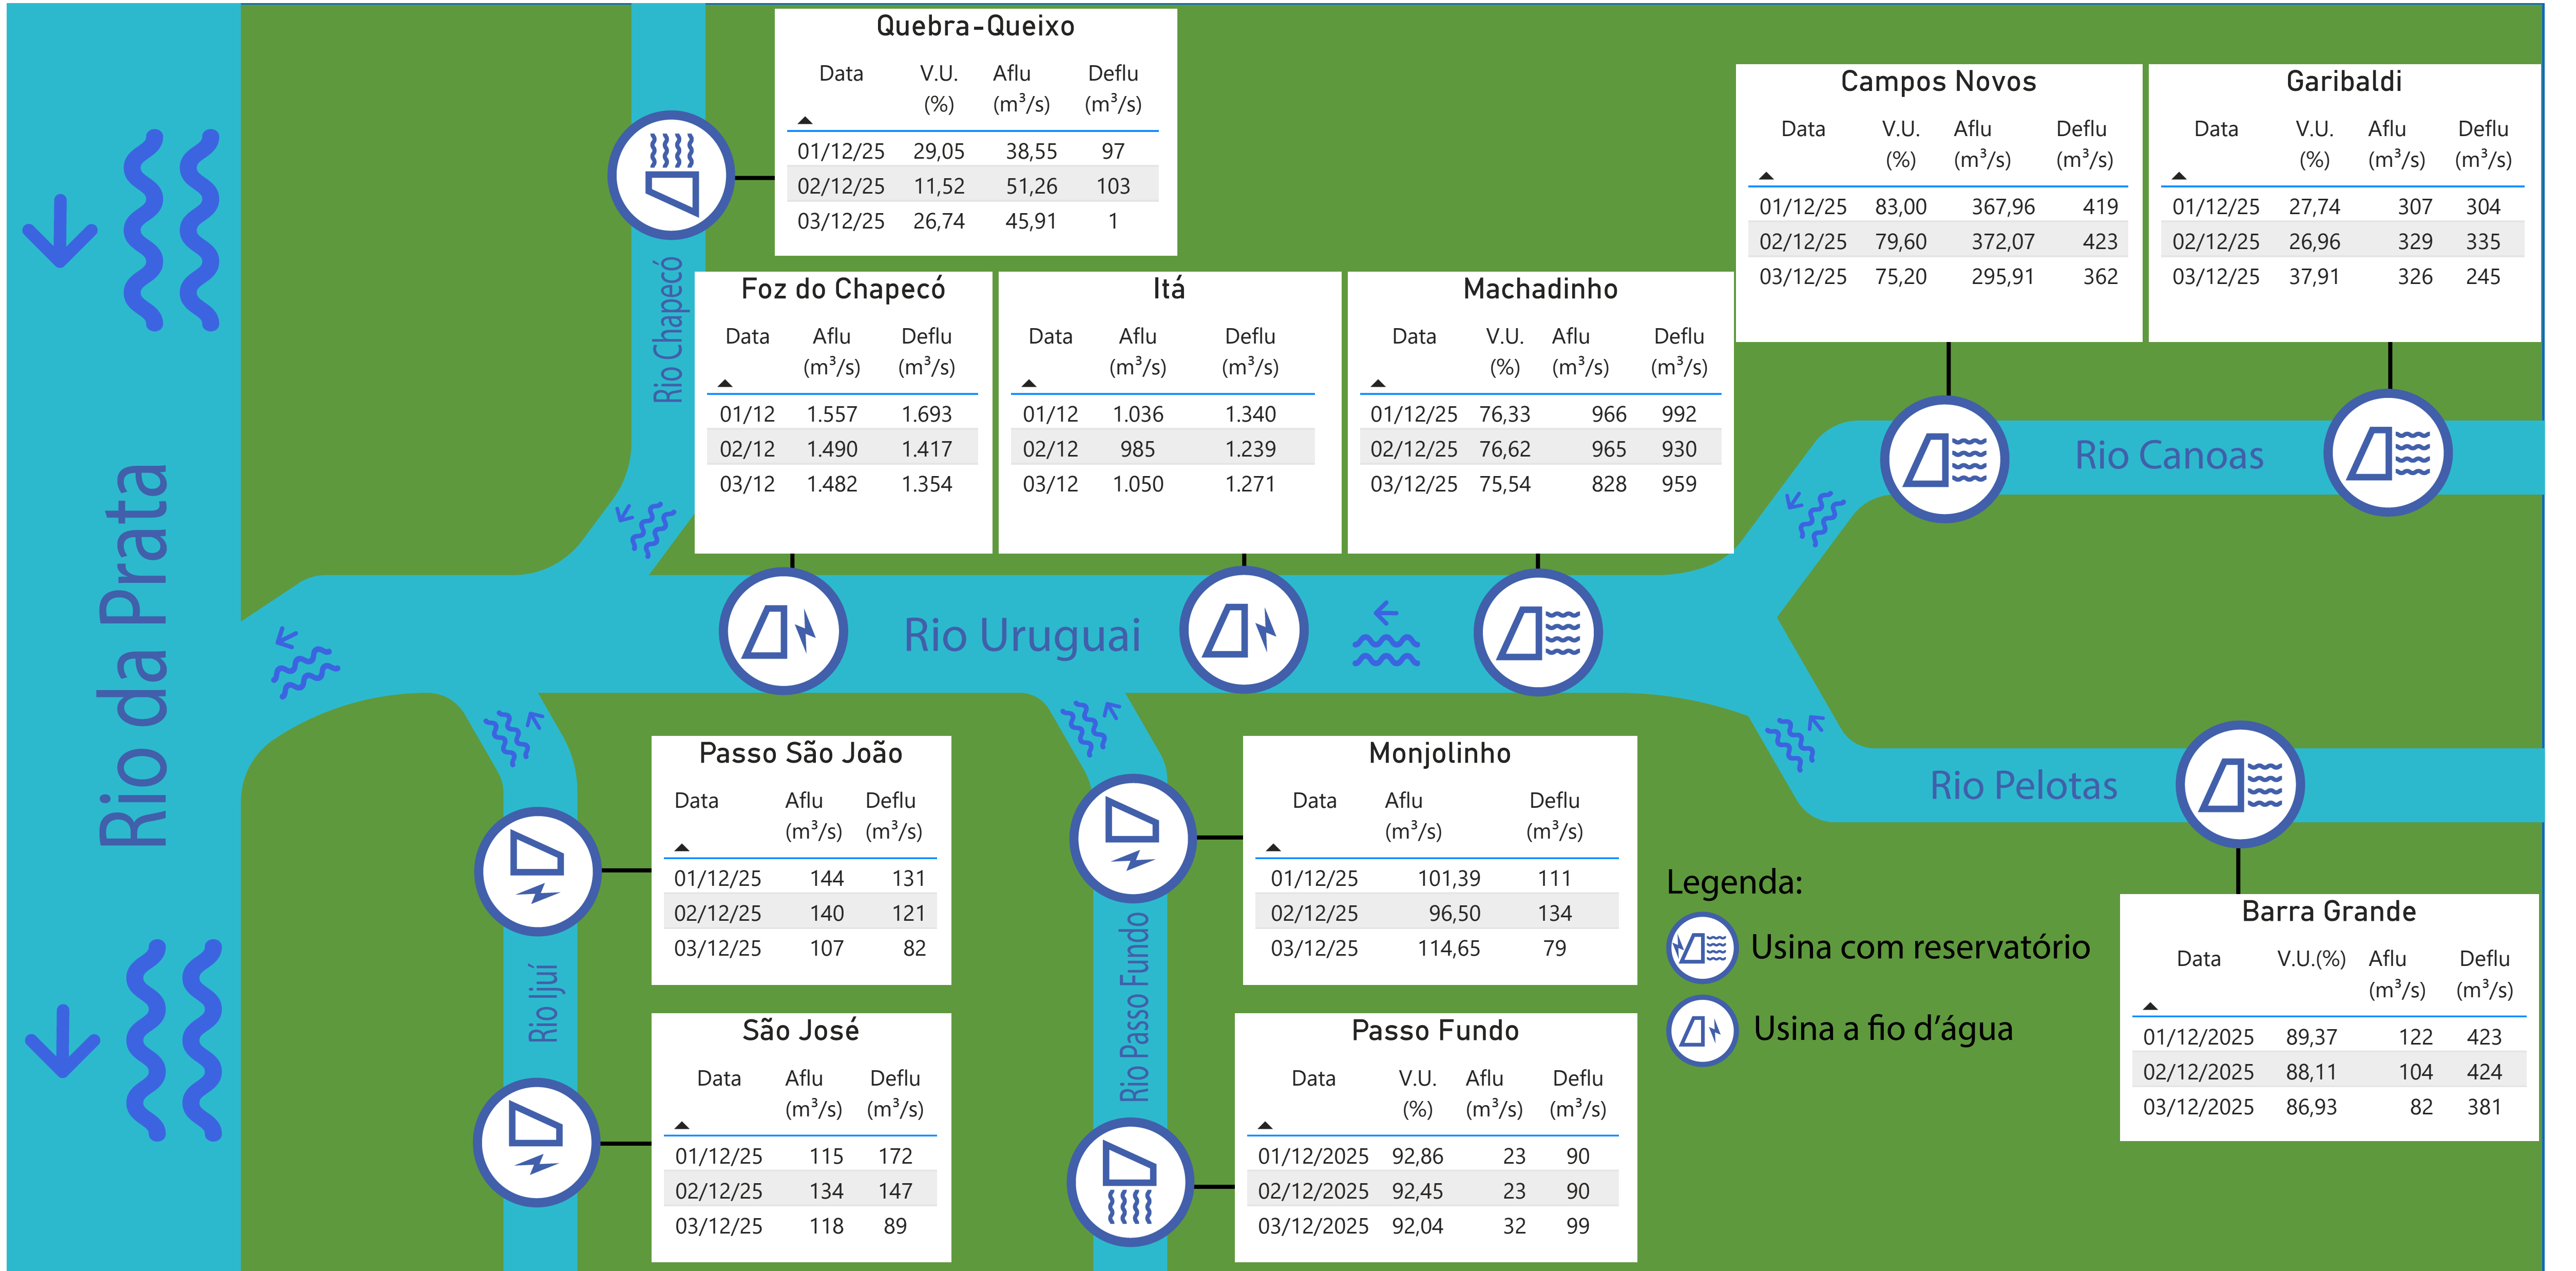 Quebra-Queixo
Data V.U. Aflu Deflu
(%) (m³/s) (m³/s)
01/12/25 29,05 38,55 97
02/12/25 11,52 51,26 103
03/12/25 26,74 45,91 1
Campos Novos
Data V.U. Aflu Deflu
(%) (m³/s) (m³/s)
01/12/25 83,00 367,96 419
02/12/25 79,60 372,07 423
03/12/25 75,20 295,91 362
Garibaldi
Data V.U. Aflu Deflu
(%) (m³/s) (m³/s)
01/12/25 27,74 307 304
02/12/25 26,96 329 335
03/12/25 37,91 326 245
Rio Chapecó
Foz do Chapecó
Data Aflu Deflu
(m³/s) (m³/s)
01/12 1.557 1.693
02/12 1.490 1.417
03/12 1.482 1.354
Itá
Data Aflu Deflu
(m³/s) (m³/s)
01/12 1.036 1.340
02/12 985 1.239
03/12 1.050 1.271
Machadinho
Data V.U. Aflu Deflu
(%) (m³/s) (m³/s)
01/12/25 76,33 966 992
02/12/25 76,62 965 930
03/12/25 75,54 828 959
Rio Canoas
Rio da Prata
Rio Uruguai
Rio Pelotas
Passo São João
Data Aflu Deflu
(m³/s) (m³/s)
01/12/25 144 131
02/12/25 140 121
03/12/25 107 82
Monjolinho
Data Aflu Deflu
(m³/s) (m³/s)
01/12/25 101,39 111
02/12/25 96,50 134
03/12/25 114,65 79
Rio Ijuí
Rio Passo Fundo
São José
Data Aflu Deflu
(m³/s) (m³/s)
01/12/25 115 172
02/12/25 134 147
03/12/25 118 89
Passo Fundo
Data V.U. Aflu Deflu
(%) (m³/s) (m³/s)
01/12/2025 92,86 23 90
02/12/2025 92,45 23 90
03/12/2025 92,04 32 99
Legenda:
Usina com reservatório
Usina a fio d’água
Barra Grande
Data V.U.(%) Aflu Deflu
(m³/s) (m³/s)
01/12/2025 89,37 122 423
02/12/2025 88,11 104 424
03/12/2025 86,93 82 381